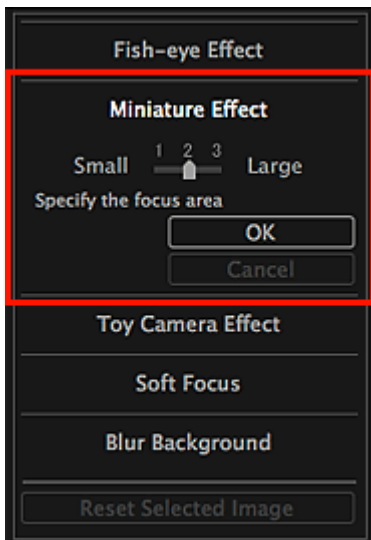 Fish-eye Effect
Miniature Effect
1 2 3
Small Large
Specify the focus area
OK
Cancel
Toy Camera Effect
Soft Focus
Blur Background
Reset Selected Image